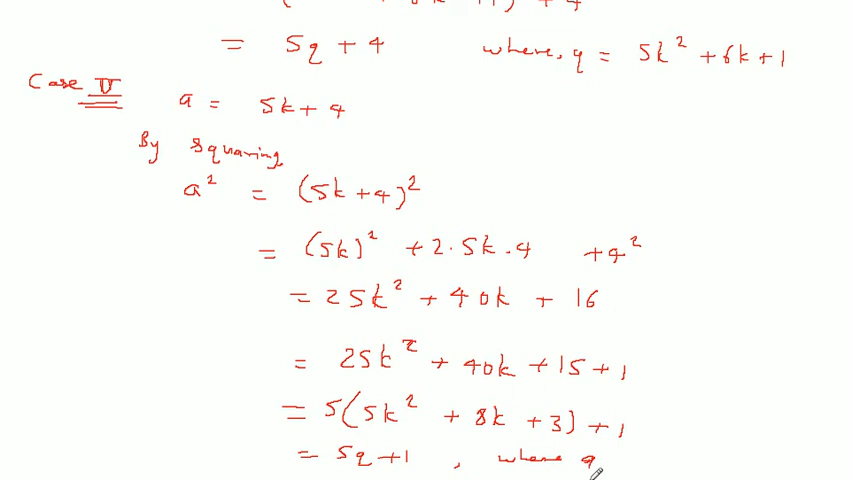 = 5q + 4 where, q = 5k² + 6k + 1
Case V a = 5k + 4
By squaring
a² = (5k + 4)²
= (5k)² + 2 · 5k · 4 + 4²
= 25k² + 40k + 16
= 25k² + 40k + 15 + 1
= 5(5k² + 8k + 3) + 1
= 5q + 1 , where q